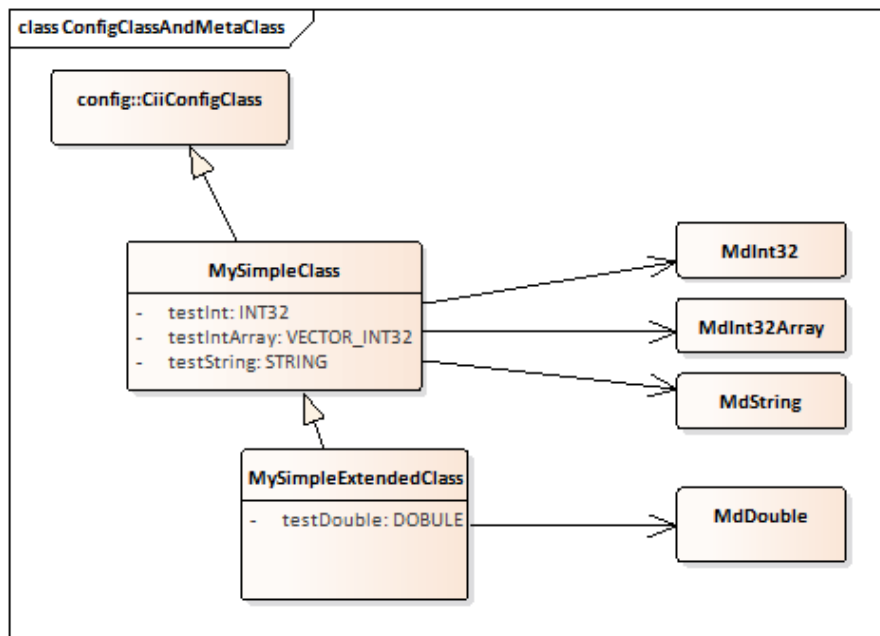 class ConfigClassAndMetaClass
config::CiiConfigClass
MySimpleClass
- testInt: INT32
- testIntArray: VECTOR_INT32
- testString: STRING
MdInt32
MdInt32Array
MdString
MySimpleExtendedClass
- testDouble: DOBULE
MdDouble